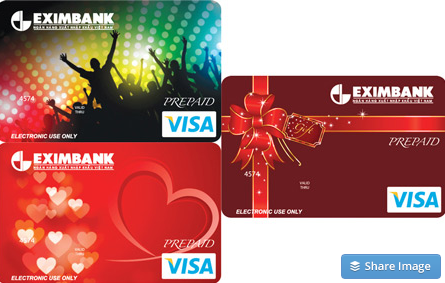 EXIMBANK
NGÂN HÀNG XUẤT NHẬP KHẨU VIỆT NAM
4574
VALID
THRU
PREPAID
ELECTRONIC USE ONLY
VISA
EXIMBANK
NGÂN HÀNG XUẤT NHẬP KHẨU VIỆT NAM
Gift
PREPAID
4574
VALID
THRU
ELECTRONIC USE ONLY
VISA
EXIMBANK
NGÂN HÀNG XUẤT NHẬP KHẨU VIỆT NAM
4574
VALID
THRU
PREPAID
ELECTRONIC USE ONLY
VISA
Share Image